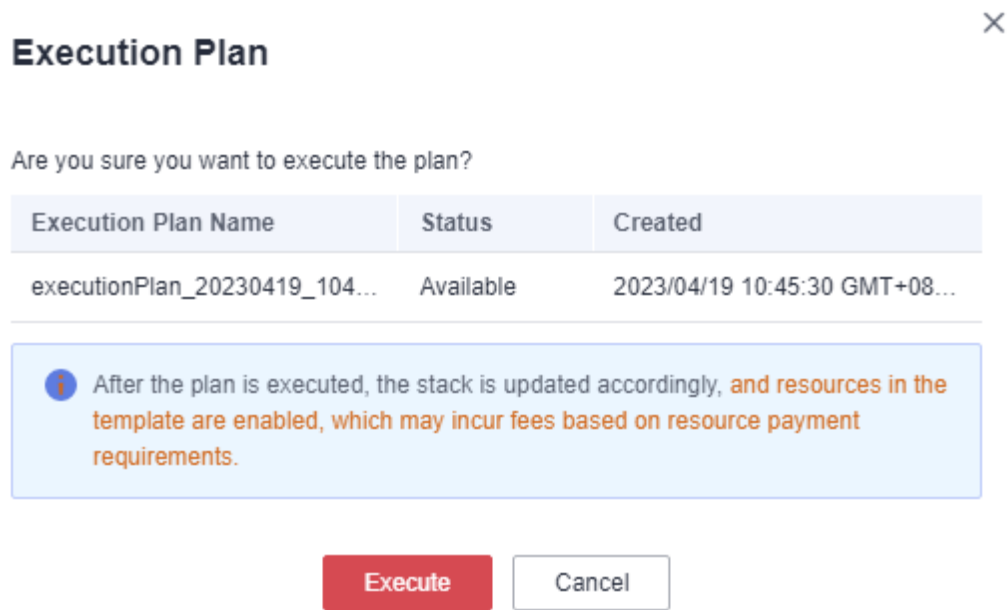 Execution Plan
Are you sure you want to execute the plan?
Execution Plan Name Status Created
executionPlan_20230419_104... Available 2023/04/19 10:45:30 GMT+08...
After the plan is executed, the stack is updated accordingly, and resources in the
template are enabled, which may incur fees based on resource payment
requirements.
Execute Cancel